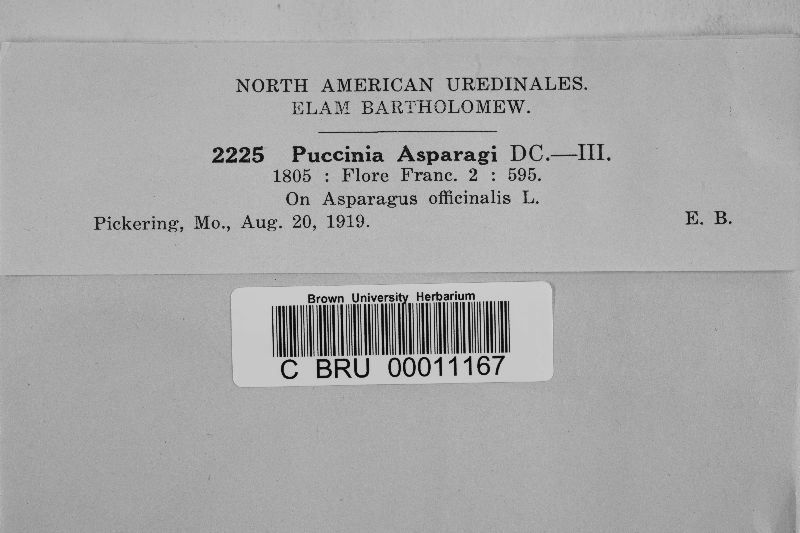 NORTH AMERICAN UREDINALES.
ELAM BARTHOLOMEW.
2225 Puccinia Asparagi DC.—III.
1805 : Flore Franc. 2 : 595.
On Asparagus officinalis L.
Pickering, Mo., Aug. 20, 1919. E. B.
Brown University Herbarium
C BRU 00011167